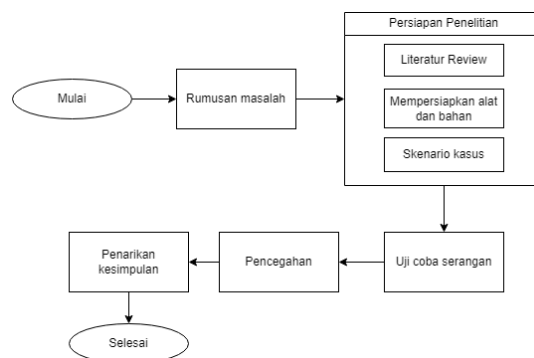 Persiapan Penelitian
Literatur Review
Mulai
Rumusan masalah
Mempersiapkan alat
dan bahan
Skenario kasus
Penarikan
kesimpulan
Pencegahan
Uji coba serangan
Selesai